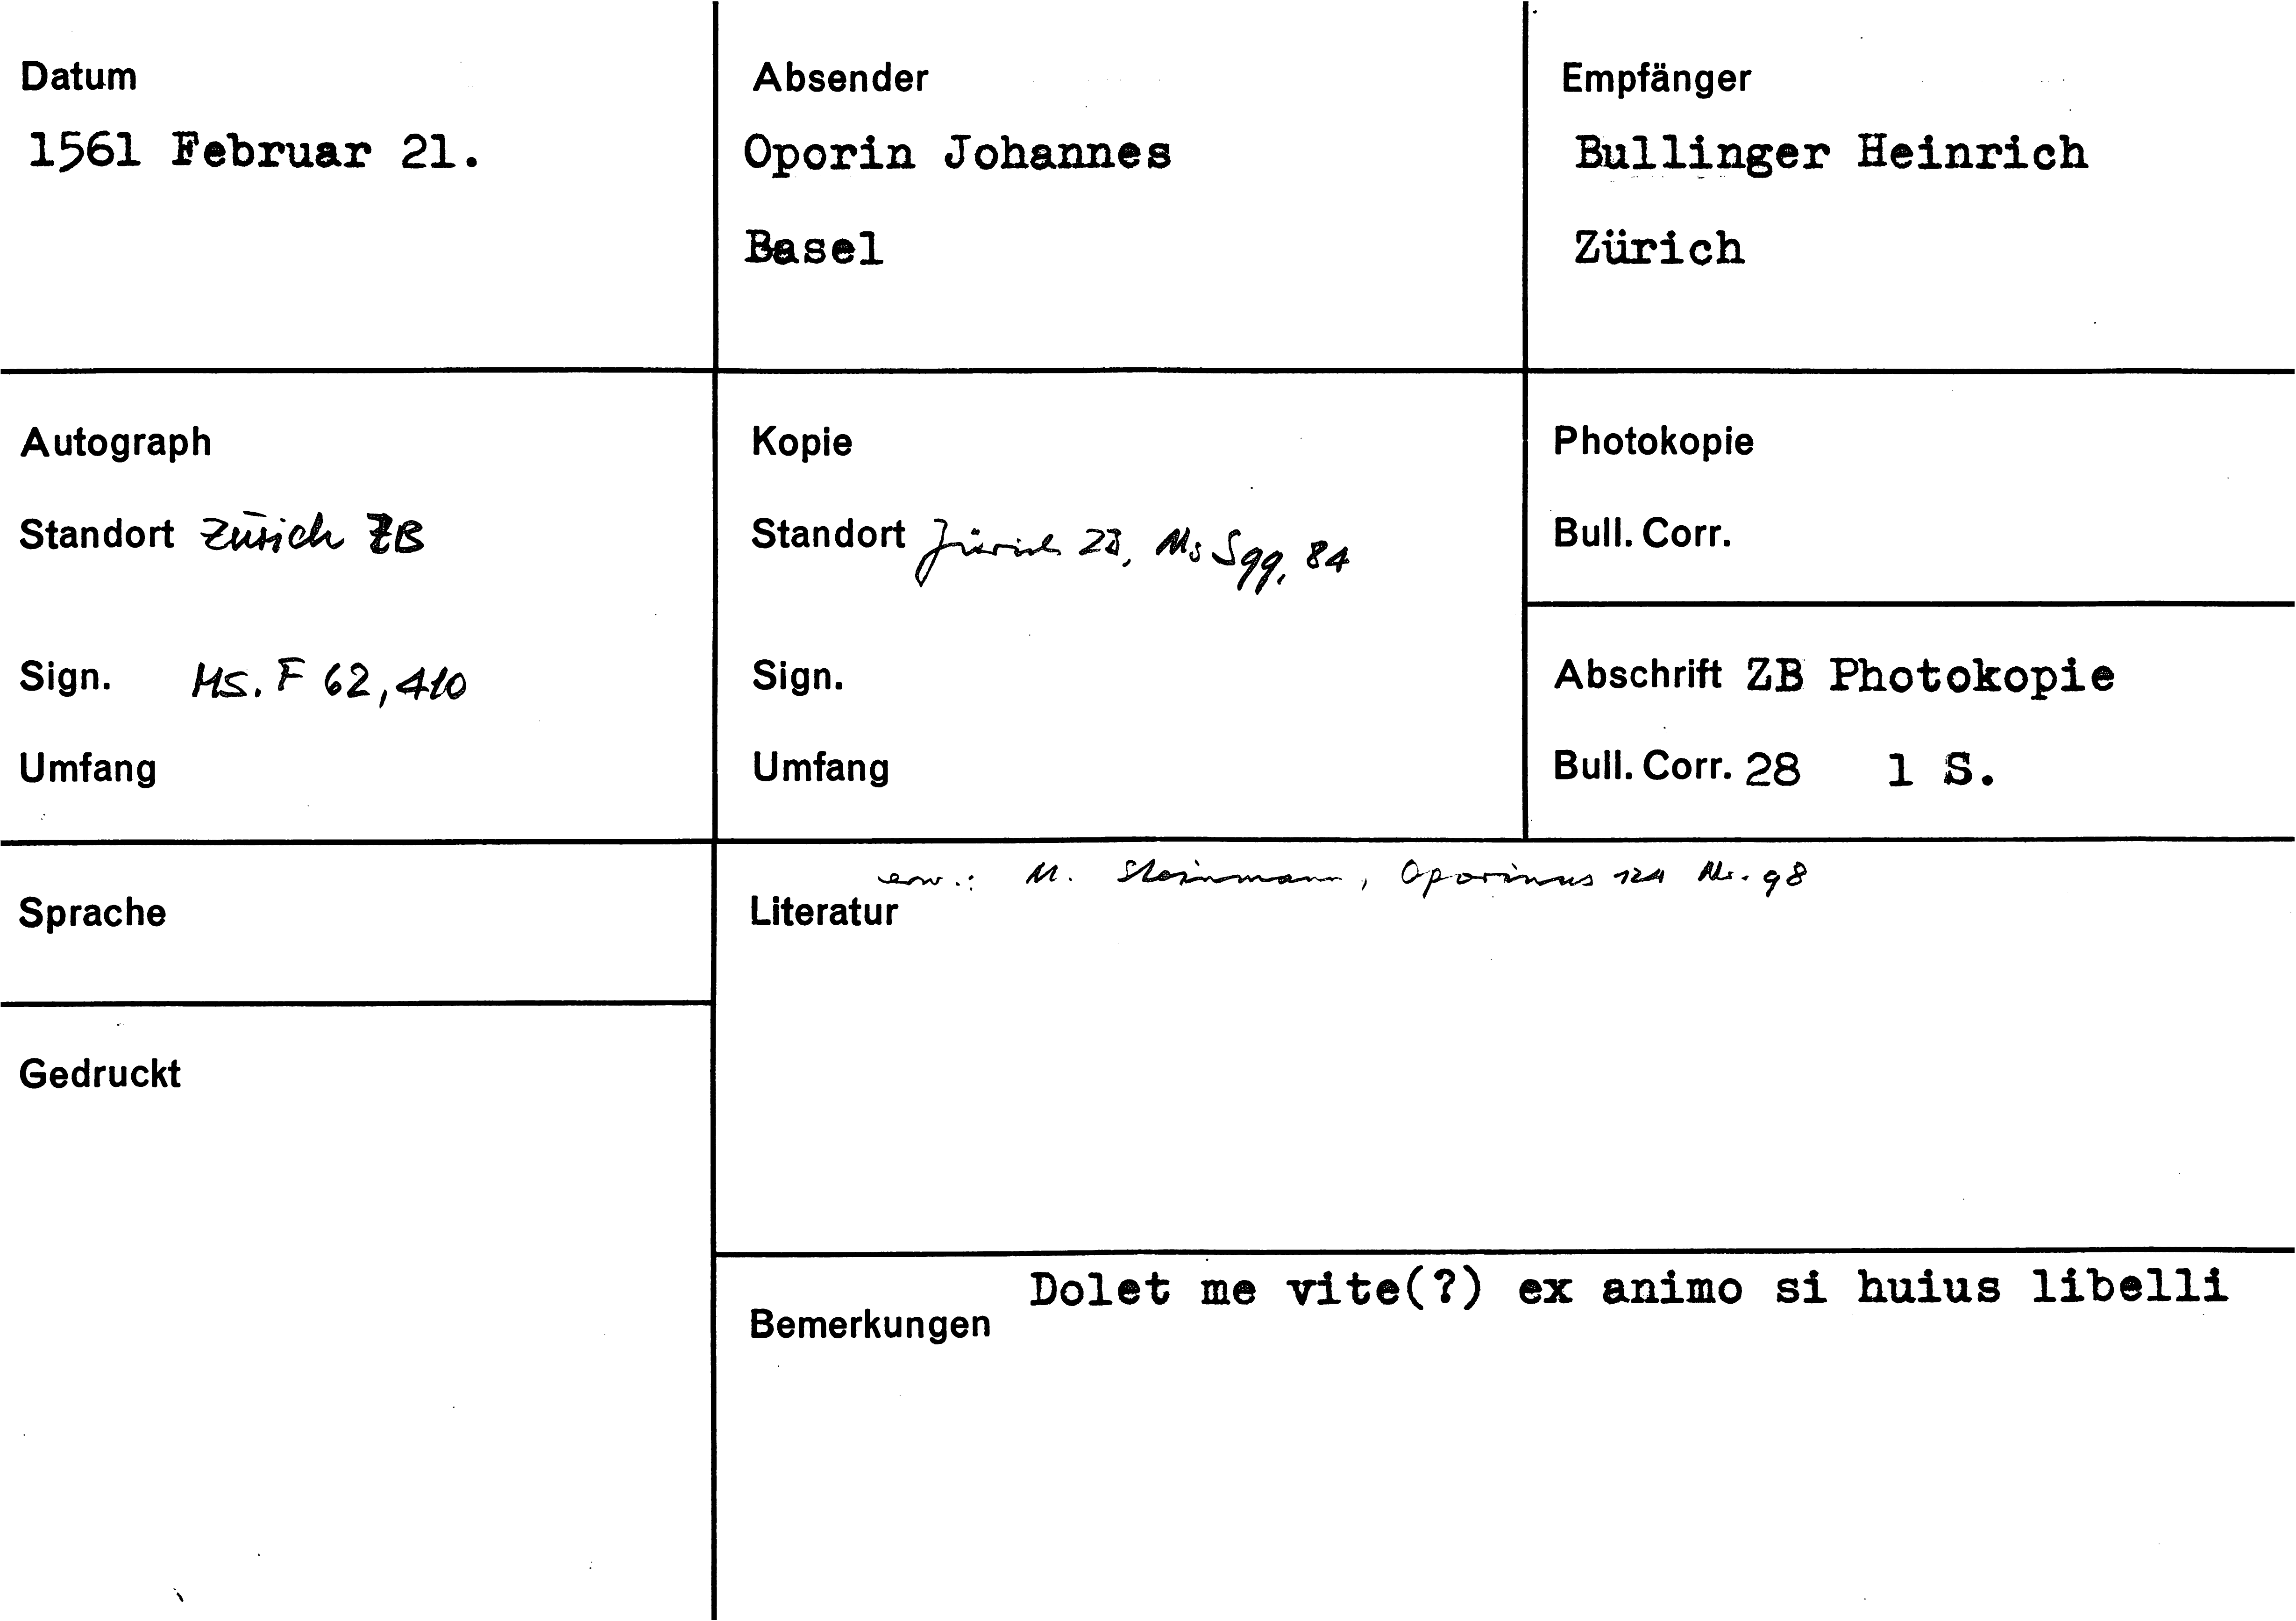 Datum
1561 Februar 21.
Absender
Oporin Johannes
Basel
Empfänger
Bullinger Heinrich
Zürich
Autograph
Standort Zürich ZB
Sign. MS. F 62, 410
Umfang
Kopie
Standort Zürich ZB, Ms S 99, 84
Sign.
Umfang
Photokopie
Bull. Corr.
Abschrift ZB Photokopie
Bull. Corr. 28 1 S.
Sprache
Gedruckt
erw.: M. Steinmann, Oporinus 121 Nr. 98
Literatur
Dolet me vite(?) ex animo si huius libelli
Bemerkungen